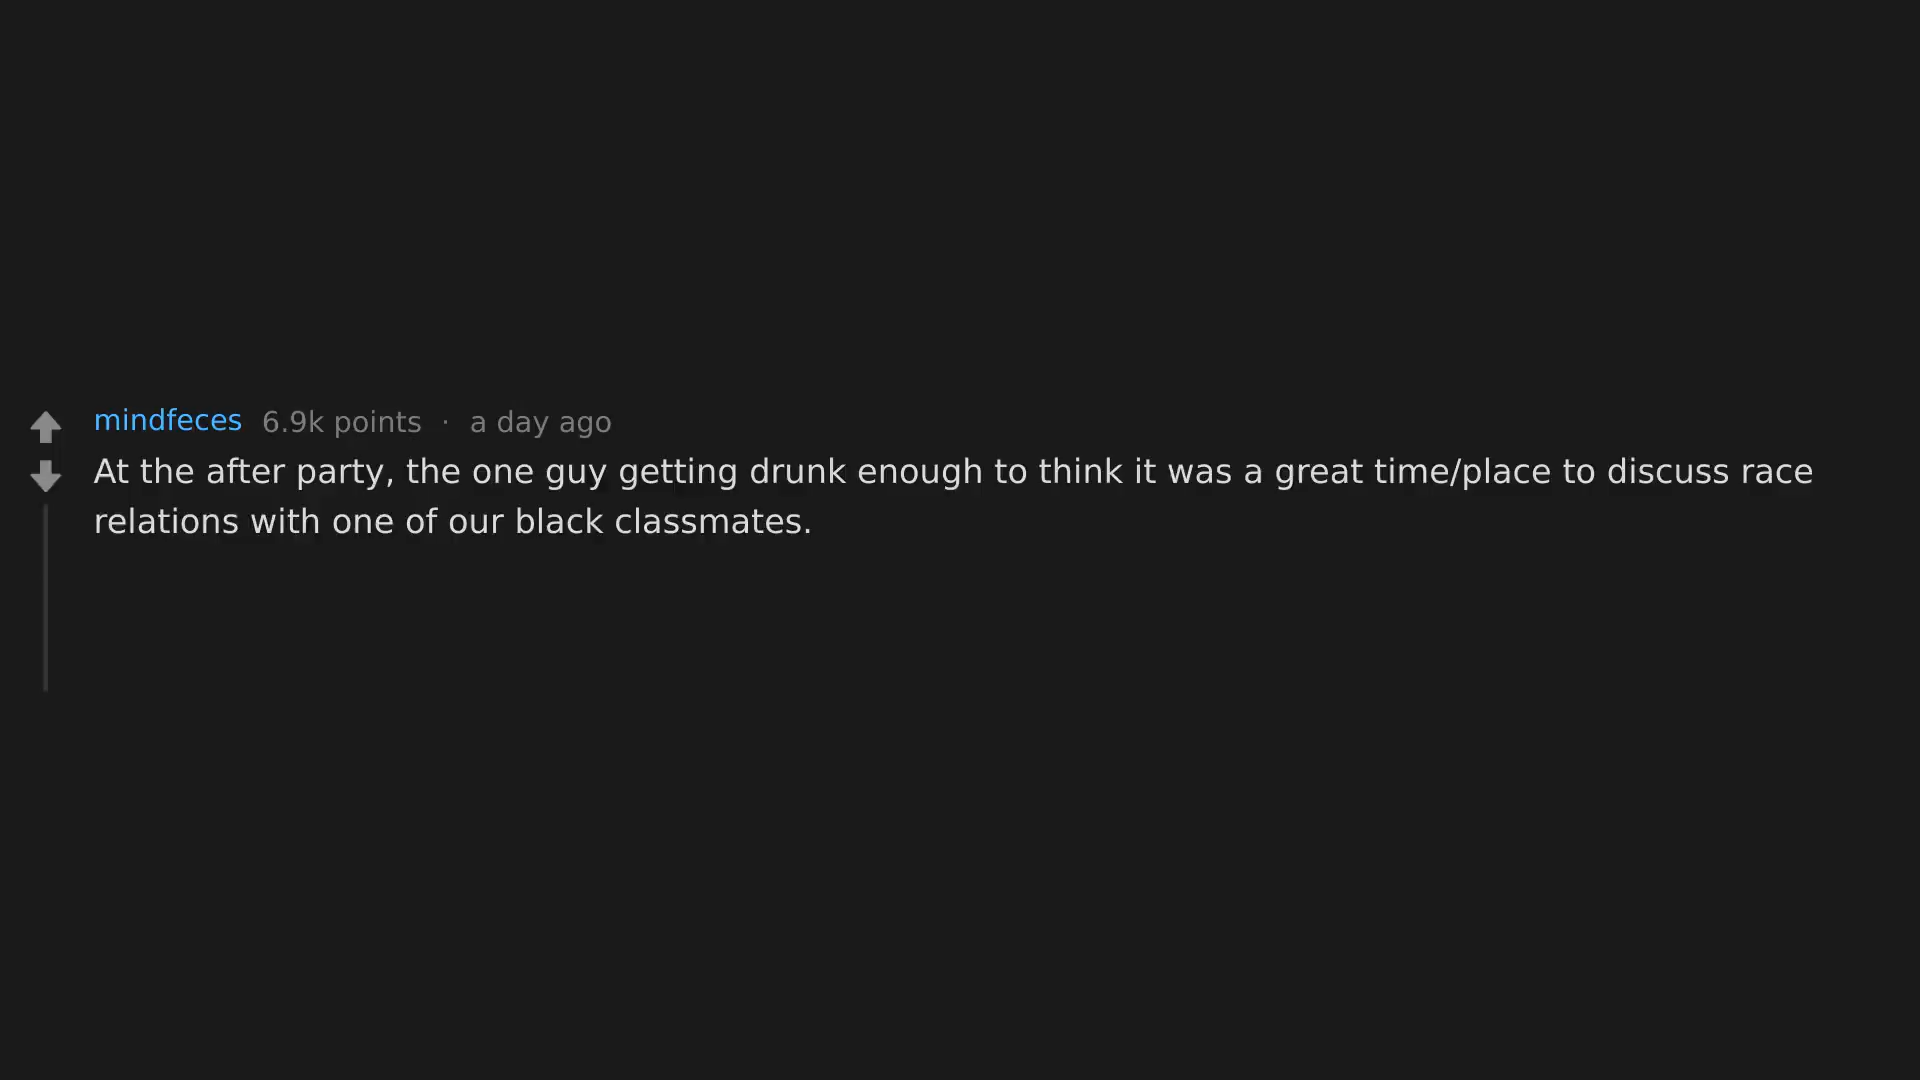 mindfeces 6.9k points · a day ago
At the after party, the one guy getting drunk enough to think it was a great time/place to discuss race
relations with one of our black classmates.